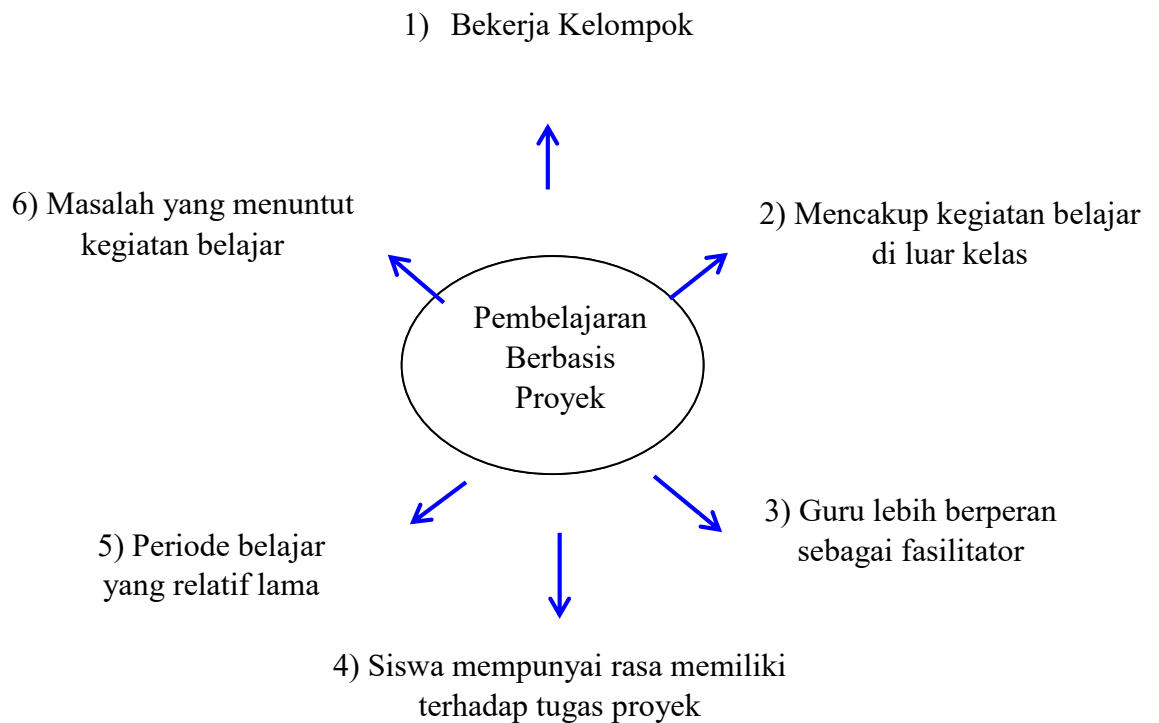 1) Bekerja Kelompok
6) Masalah yang menuntut
kegiatan belajar
2) Mencakup kegiatan belajar
di luar kelas
Pembelajaran
Berbasis
Proyek
3) Guru lebih berperan
sebagai fasilitator
5) Periode belajar
yang relatif lama
4) Siswa mempunyai rasa memiliki
terhadap tugas proyek